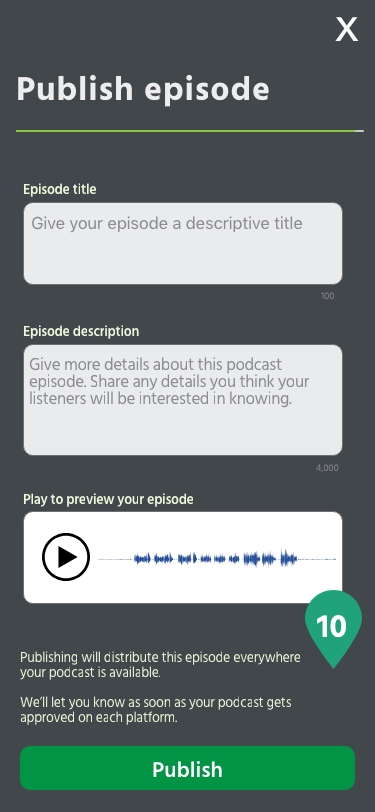 X
Publish episode
Episode title
Give your episode a descriptive title
100
Episode description
Give more details about this podcast
episode. Share any details you think your
listeners will be interested in knowing.
4,000
Play to preview your episode
10
Publishing will distribute this episode everywhere
your podcast is available.
We'll let you know as soon as your podcast gets
approved on each platform.
Publish